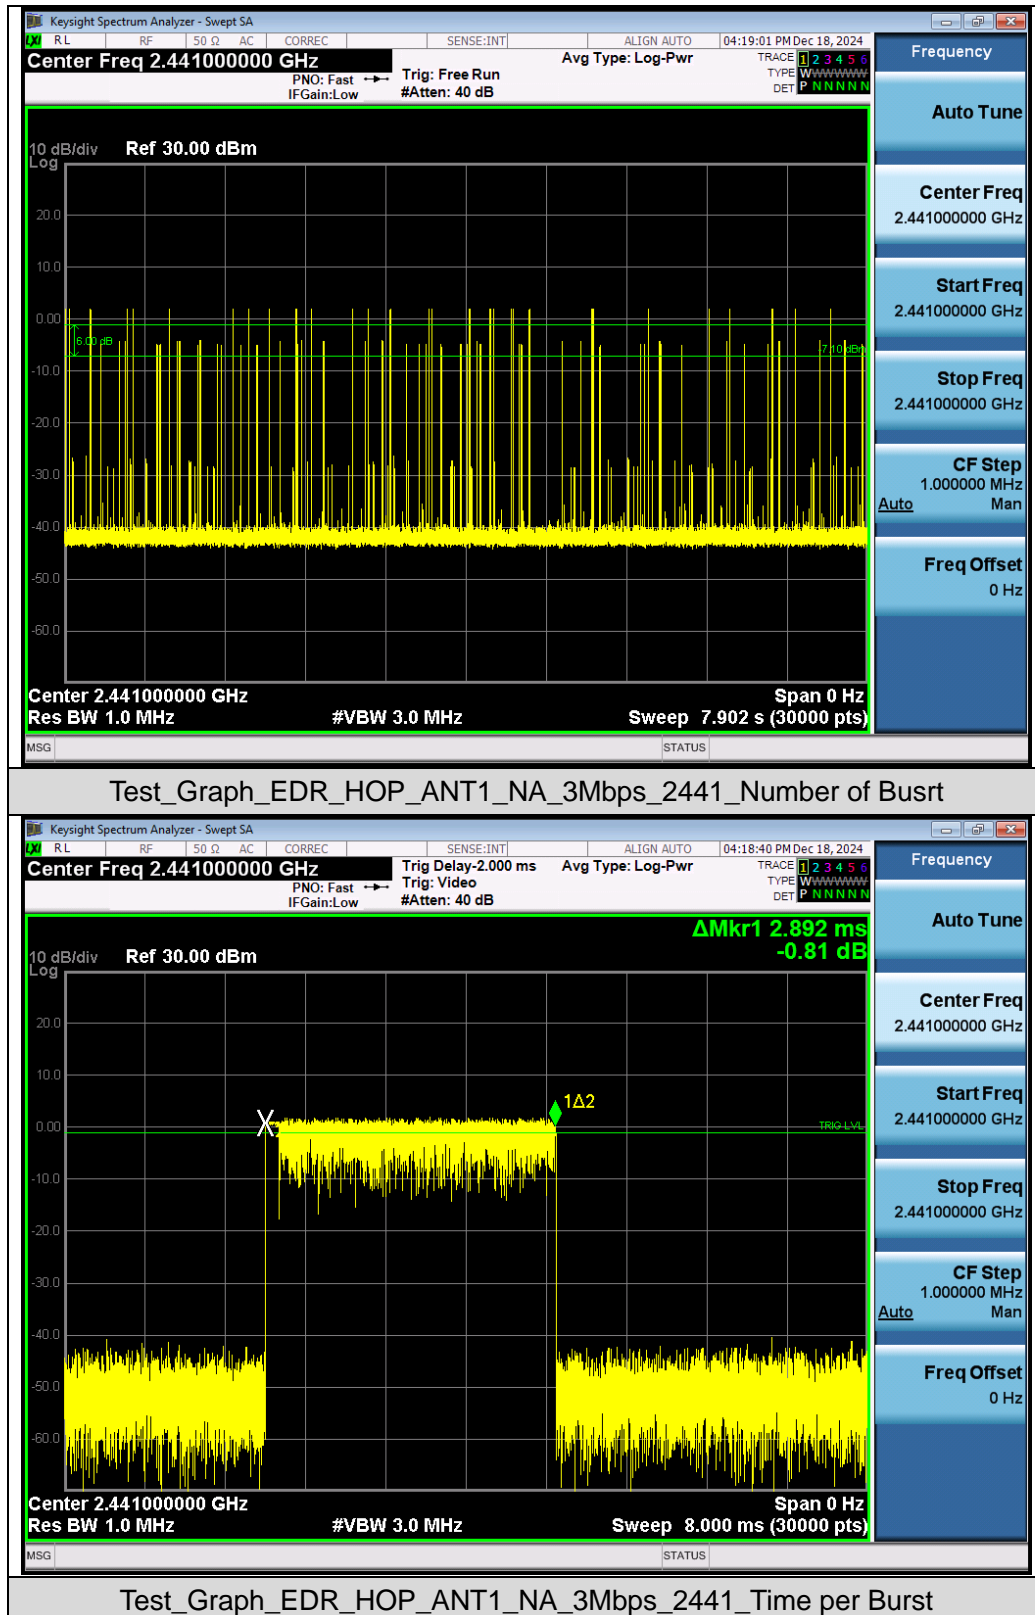 Keysight Spectrum Analyzer - Swept SA
LXI RL RF 50 Ω AC CORREC SENSE:INT ALIGN AUTO 04:19:01 PM Dec 18, 2024
Center Freq 2.441000000 GHz Avg Type: Log-Pwr TRACE 1 2 3 4 5 6
PNO: Fast Trig: Free Run TYPE WWWWWW
IFGain:Low #Atten: 40 dB DET P N N N N N
Frequency
Auto Tune
Center Freq
2.441000000 GHz
Start Freq
2.441000000 GHz
Stop Freq
2.441000000 GHz
CF Step
1.000000 MHz
Auto Man
Freq Offset
0 Hz
10 dB/div Ref 30.00 dBm
Log
20.0
10.0
0.00
6.00 dB
-7.10 dBm
-10.0
-20.0
-30.0
-40.0
-50.0
-60.0
Center 2.441000000 GHz Span 0 Hz
Res BW 1.0 MHz #VBW 3.0 MHz Sweep 7.902 s (30000 pts)
MSG STATUS
Test_Graph_EDR_HOP_ANT1_NA_3Mbps_2441_Number of Busrt
Keysight Spectrum Analyzer - Swept SA
LXI RL RF 50 Ω AC CORREC SENSE:INT ALIGN AUTO 04:18:40 PM Dec 18, 2024
Center Freq 2.441000000 GHz Trig Delay-2.000 ms Avg Type: Log-Pwr TRACE 1 2 3 4 5 6
PNO: Fast Trig: Video TYPE WWWWWW
IFGain:Low #Atten: 40 dB DET P N N N N N
Frequency
Auto Tune
Center Freq
2.441000000 GHz
Start Freq
2.441000000 GHz
Stop Freq
2.441000000 GHz
CF Step
1.000000 MHz
Auto Man
Freq Offset
0 Hz
ΔMkr1 2.892 ms
-0.81 dB
10 dB/div Ref 30.00 dBm
Log
20.0
10.0
1Δ2
0.00
TRIG LVL
-10.0
-20.0
-30.0
-40.0
-50.0
-60.0
Center 2.441000000 GHz Span 0 Hz
Res BW 1.0 MHz #VBW 3.0 MHz Sweep 8.000 ms (30000 pts)
MSG STATUS
Test_Graph_EDR_HOP_ANT1_NA_3Mbps_2441_Time per Burst